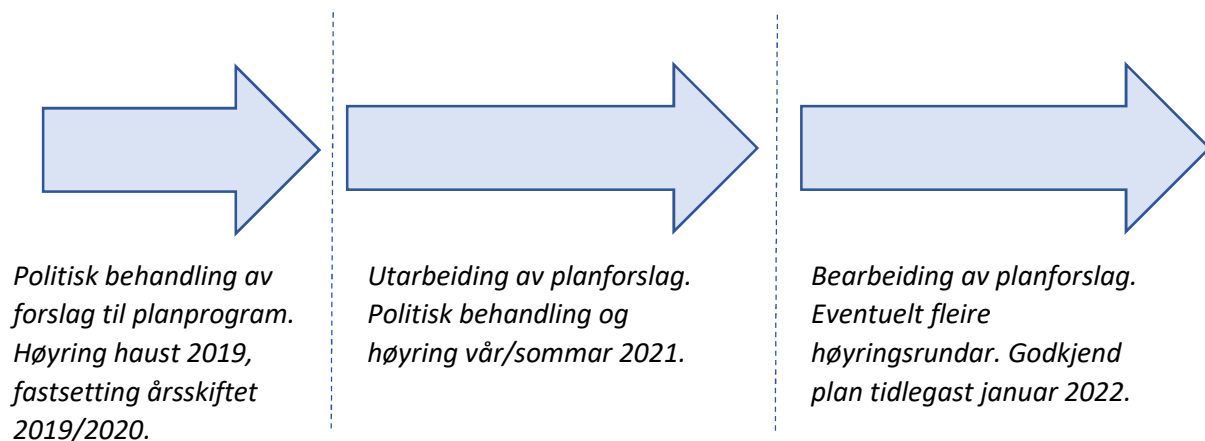 Politisk behandling av
forslag til planprogram.
Høyring haust 2019,
fastsetting årsskiftet
2019/2020.
Utarbeiding av planforslag.
Politisk behandling og
høyring vår/sommar 2021.
Bearbeiding av planforslag.
Eventuelt fleire
høyringsrundar. Godkjend
plan tidlegast januar 2022.